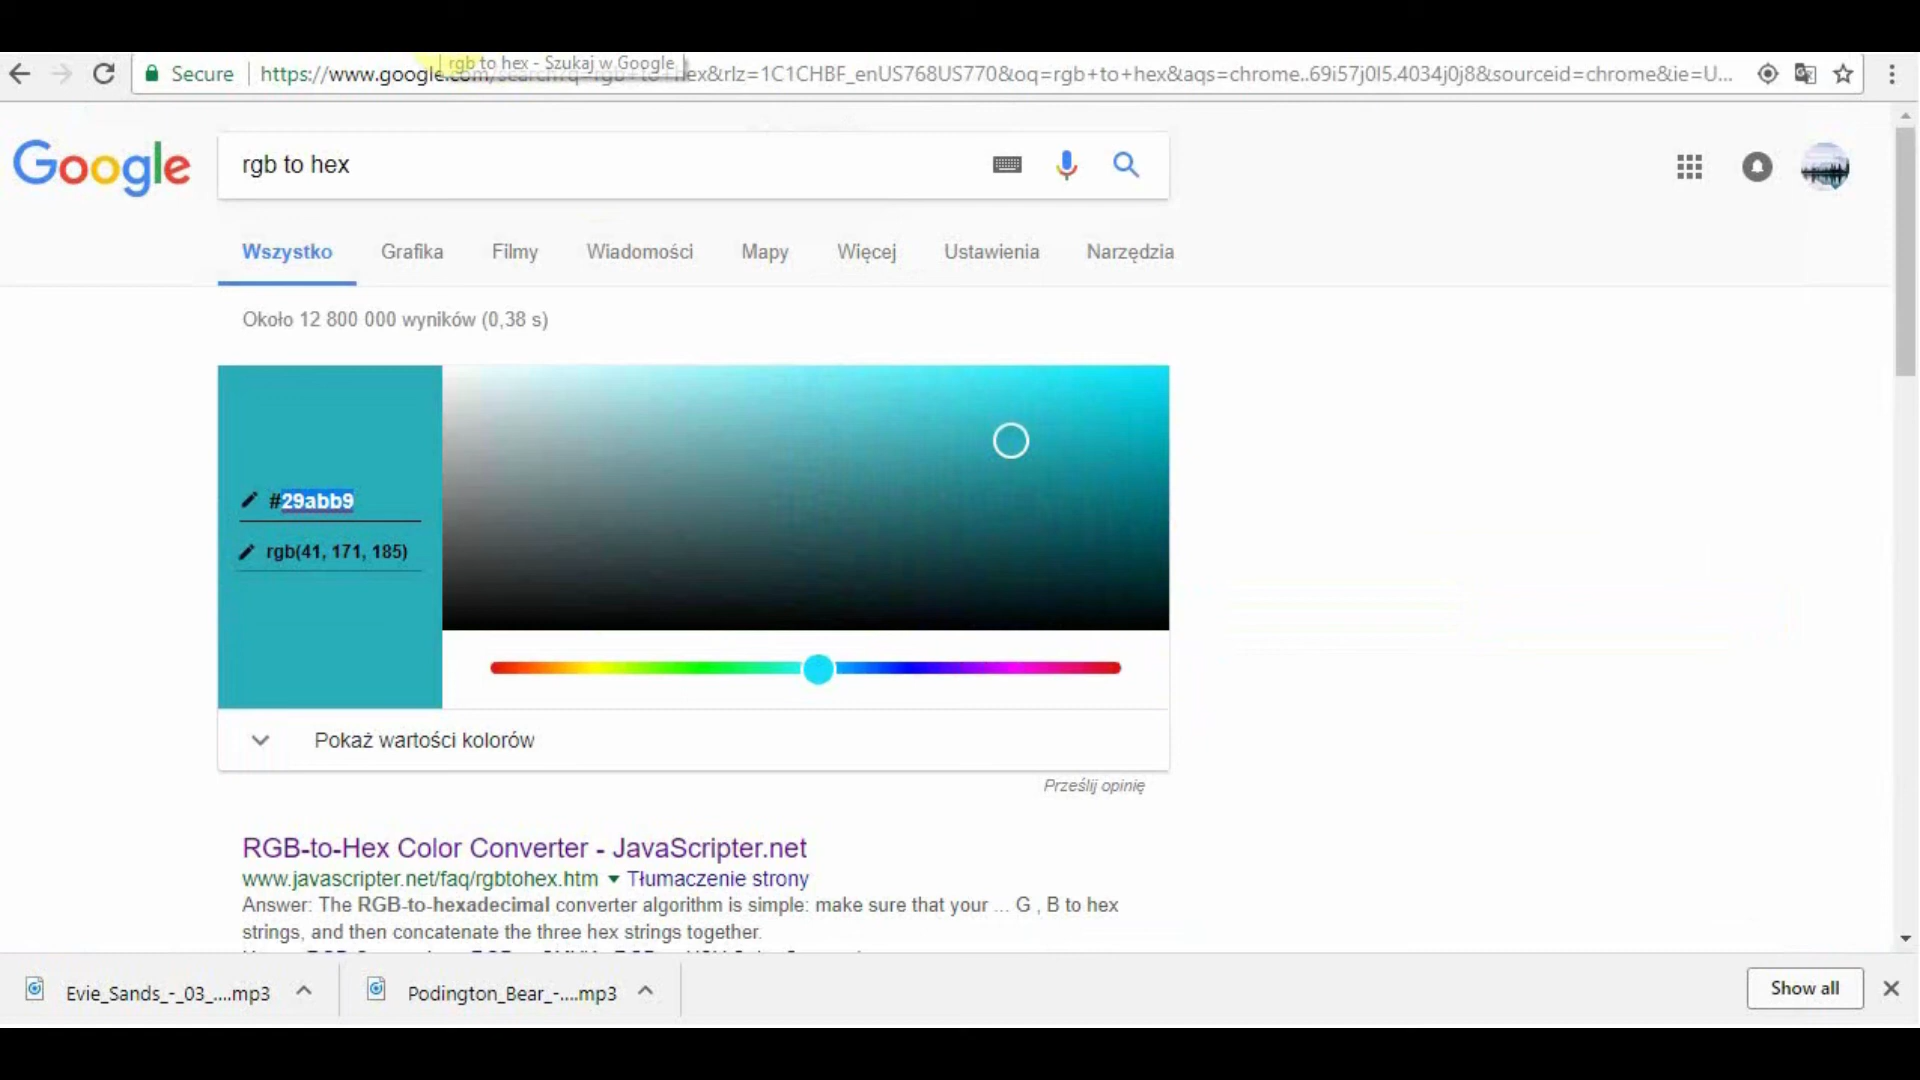 rgb to hex - Szukaj w Google
Secure https://www.google.com/search?q=rgb+to+hex&rlz=1C1CHBF_enUS768US770&oq=rgb+to+hex&aqs=chrome..69i57j0l5.4034j0j8&sourceid=chrome&ie=U...
Google
rgb to hex
Wszystko Grafika Filmy Wiadomości Mapy Więcej Ustawienia Narzędzia
Około 12 800 000 wyników (0,38 s)
#29abb9
rgb(41, 171, 185)
Pokaż wartości kolorów
Prześlij opinię
RGB-to-Hex Color Converter - JavaScripter.net
www.javascripter.net/faq/rgbtohex.htm Tłumaczenie strony
Answer: The RGB-to-hexadecimal converter algorithm is simple: make sure that your ... G , B to hex
strings, and then concatenate the three hex strings together.
Evie_Sands_-_03_....mp3 Podington_Bear_-....mp3 Show all